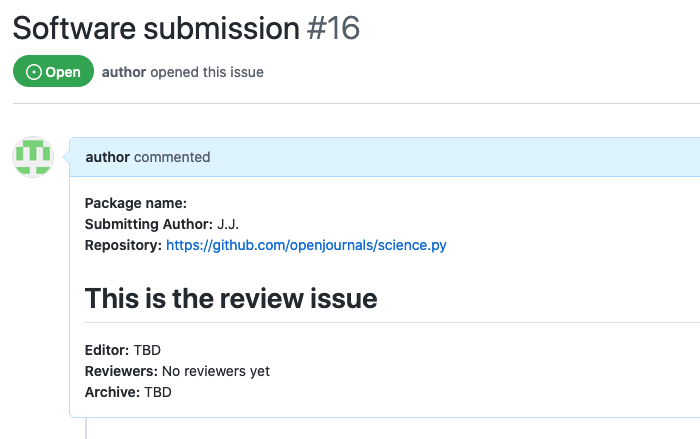 Software submission #16
Open author opened this issue
author commented
Package name:
Submitting Author: J.J.
Repository: https://github.com/openjournals/science.py
This is the review issue
Editor: TBD
Reviewers: No reviewers yet
Archive: TBD